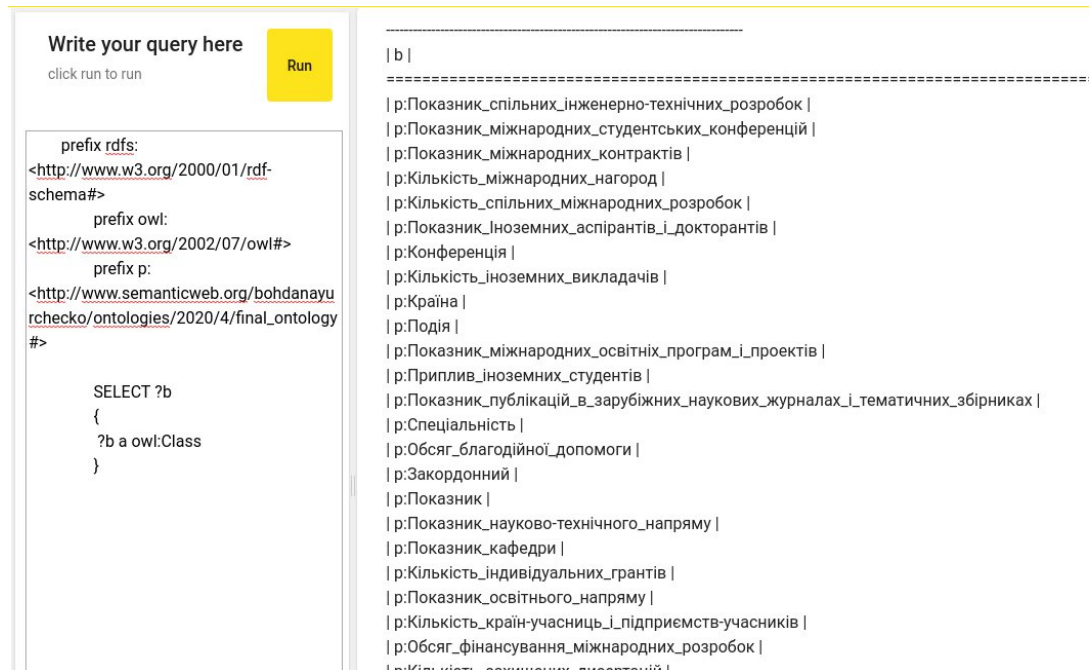 Write your query here
click run to run
Run
prefix rdfs:
<http://www.w3.org/2000/01/rdf-
schema#>
prefix owl:
<http://www.w3.org/2002/07/owl#>
prefix p:
<http://www.semanticweb.org/bohdanayu
rchecko/ontologies/2020/4/final_ontology
#>
SELECT ?b
{
?b a owl:Class
}
--------------------------------------------------------------------------------
| b |
================================================================================
| p:Показник_спільних_інженерно-технічних_розробок |
| p:Показник_міжнародних_студентських_конференцій |
| p:Показник_міжнародних_контрактів |
| p:Кількість_міжнародних_нагород |
| p:Кількість_спільних_міжнародних_розробок |
| p:Показник_Іноземних_аспірантів_і_докторантів |
| p:Конференція |
| p:Кількість_іноземних_викладачів |
| p:Країна |
| p:Подія |
| p:Показник_міжнародних_освітніх_програм_і_проектів |
| p:Приплив_іноземних_студентів |
| p:Показник_публікацій_в_зарубіжних_наукових_журналах_і_тематичних_збірниках |
| p:Спеціальність |
| p:Обсяг_благодійної_допомоги |
| p:Закордонний |
| p:Показник |
| p:Показник_науково-технічного_напряму |
| p:Показник_кафедри |
| p:Кількість_індивідуальних_грантів |
| p:Показник_освітнього_напряму |
| p:Кількість_країн-учасниць_і_підприємств-учасників |
| p:Обсяг_фінансування_міжнародних_розробок |
| p:Кількість_захищених_дисертацій |